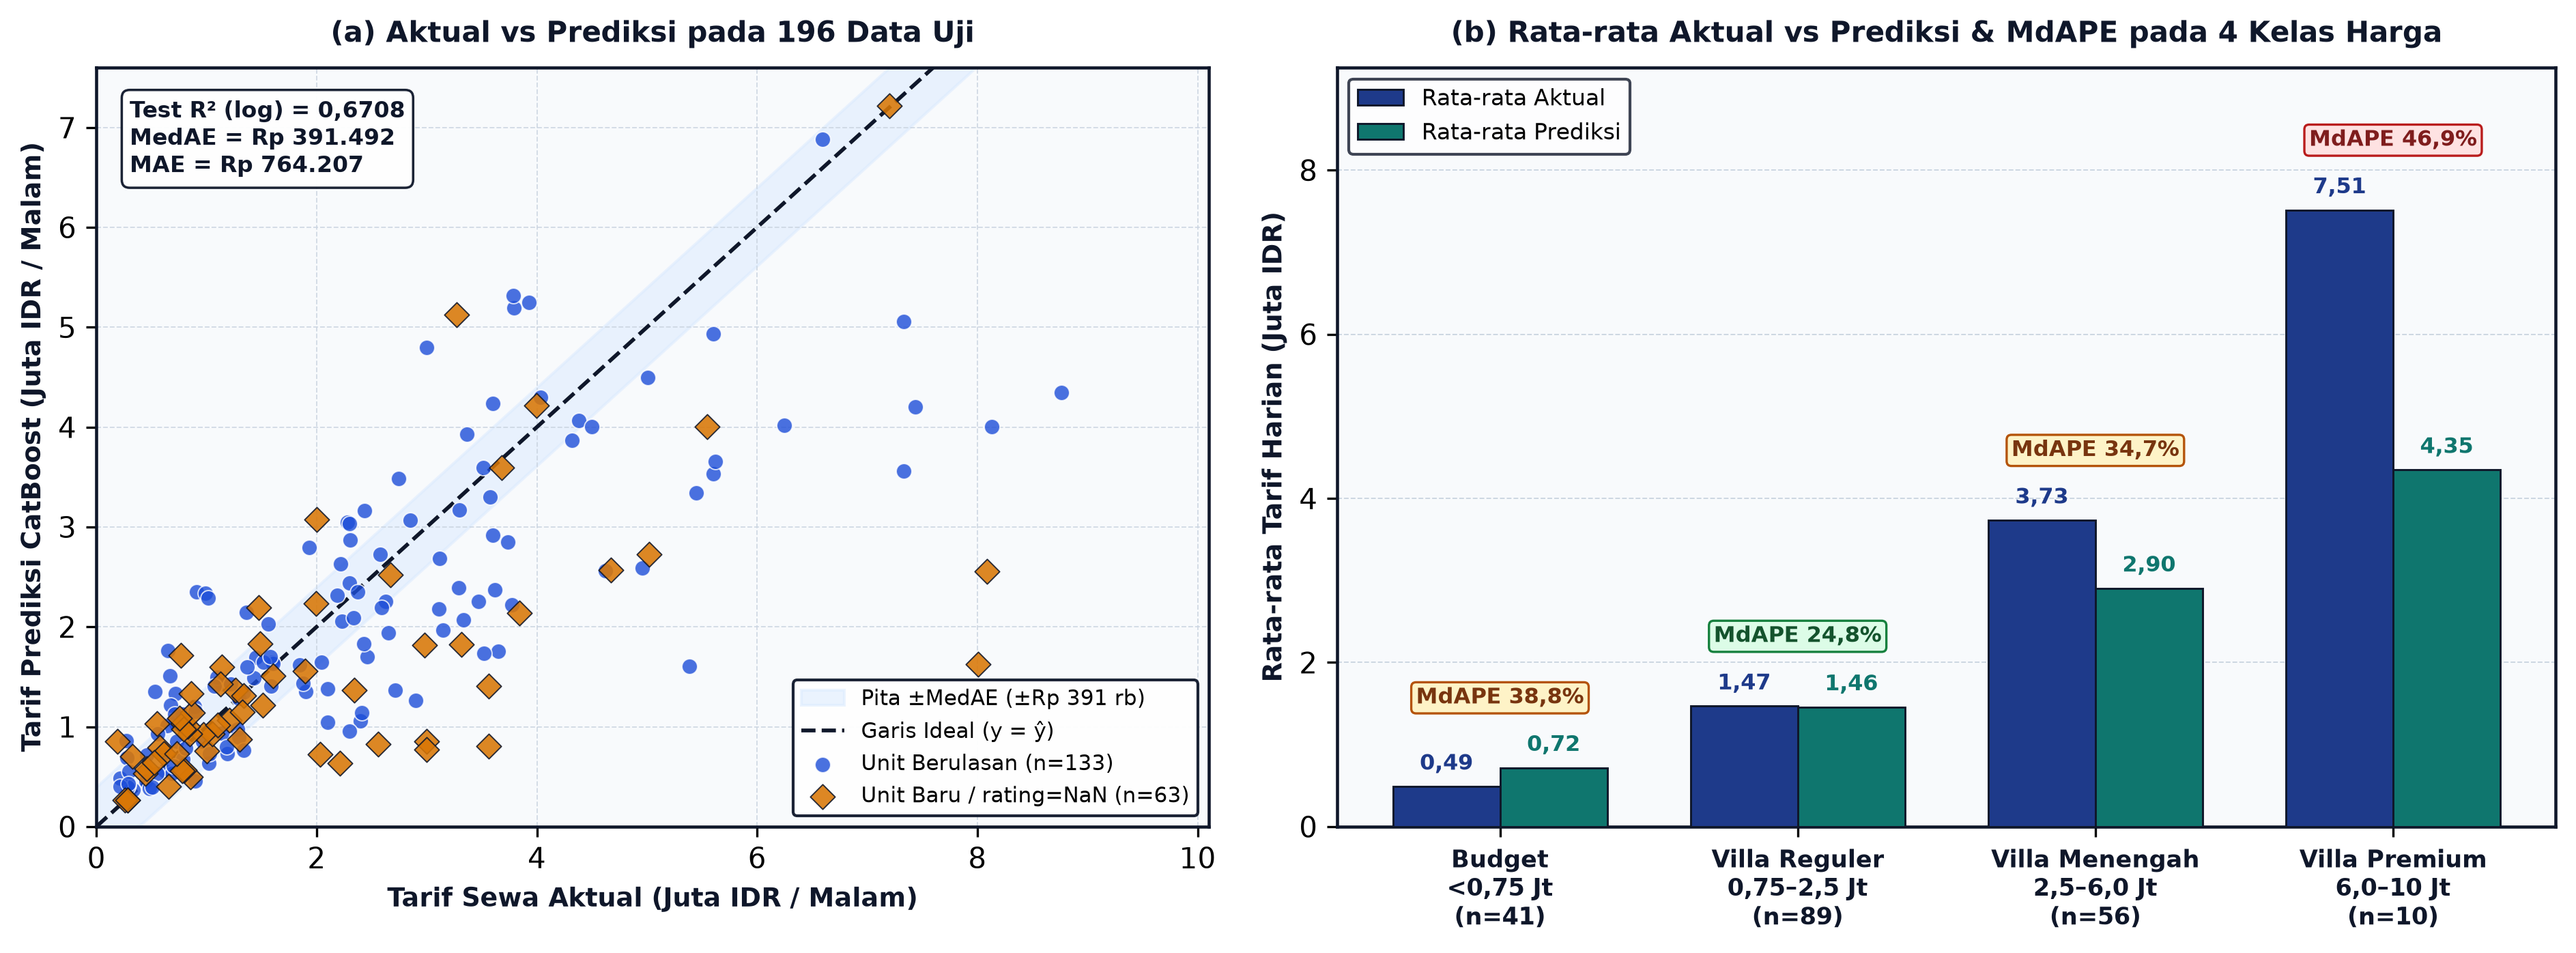 (a) Aktual vs Prediksi pada 196 Data Uji
Tarif Prediksi CatBoost (Juta IDR / Malam)
7
6
5
4
3
2
1
0
Test R² (log) = 0,6708
MedAE = Rp 391.492
MAE = Rp 764.207
Pita ±MedAE (±Rp 391 rb)
Garis Ideal (y = ŷ)
Unit Berulasan (n=133)
Unit Baru / rating=NaN (n=63)
0 2 4 6 8 10
Tarif Sewa Aktual (Juta IDR / Malam)
(b) Rata-rata Aktual vs Prediksi & MdAPE pada 4 Kelas Harga
Rata-rata Tarif Harian (Juta IDR)
8
6
4
2
0
Rata-rata Aktual
Rata-rata Prediksi
MdAPE 38,8%
0,49
0,72
MdAPE 24,8%
1,47
1,46
MdAPE 34,7%
3,73
2,90
MdAPE 46,9%
7,51
4,35
Budget
<0,75 Jt
(n=41)
Villa Reguler
0,75–2,5 Jt
(n=89)
Villa Menengah
2,5–6,0 Jt
(n=56)
Villa Premium
6,0–10 Jt
(n=10)